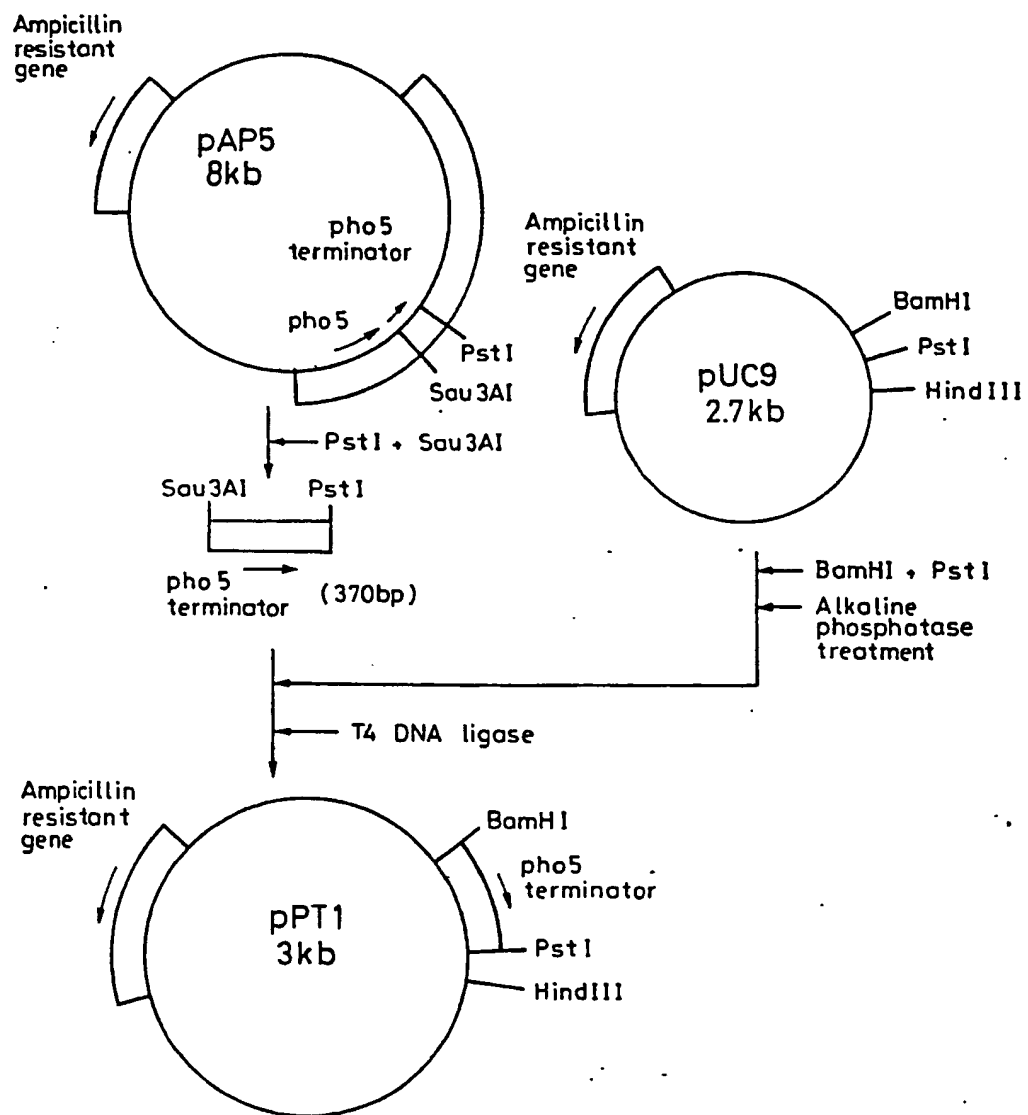 Ampicillin
resistant
gene
pAP5
8kb
pho5
terminator
pho5
PstI
Sau3AI
PstI + Sau3AI
Sau3AI
PstI
pho5
terminator
(370bp)
Ampicillin
resistant
gene
pUC9
2.7kb
BamHI
PstI
HindIII
BamHI + PstI
Alkaline
phosphatase
treatment
T4 DNA ligase
Ampicillin
resistant
gene
pPT1
3kb
BamHI
pho5
terminator
PstI
HindIII